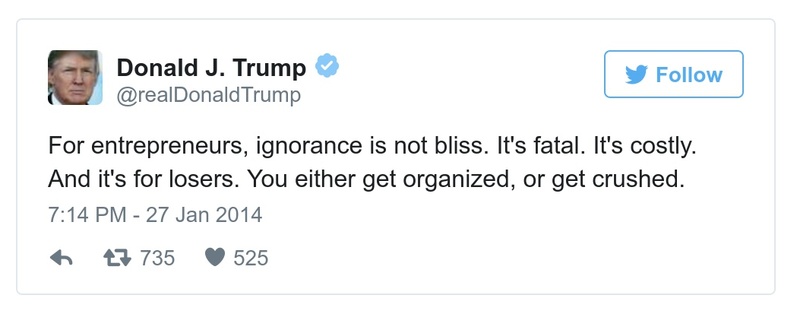 Donald J. Trump
@realDonaldTrump
Follow
For entrepreneurs, ignorance is not bliss. It's fatal. It's costly.
And it's for losers. You either get organized, or get crushed.
7:14 PM - 27 Jan 2014
735 525